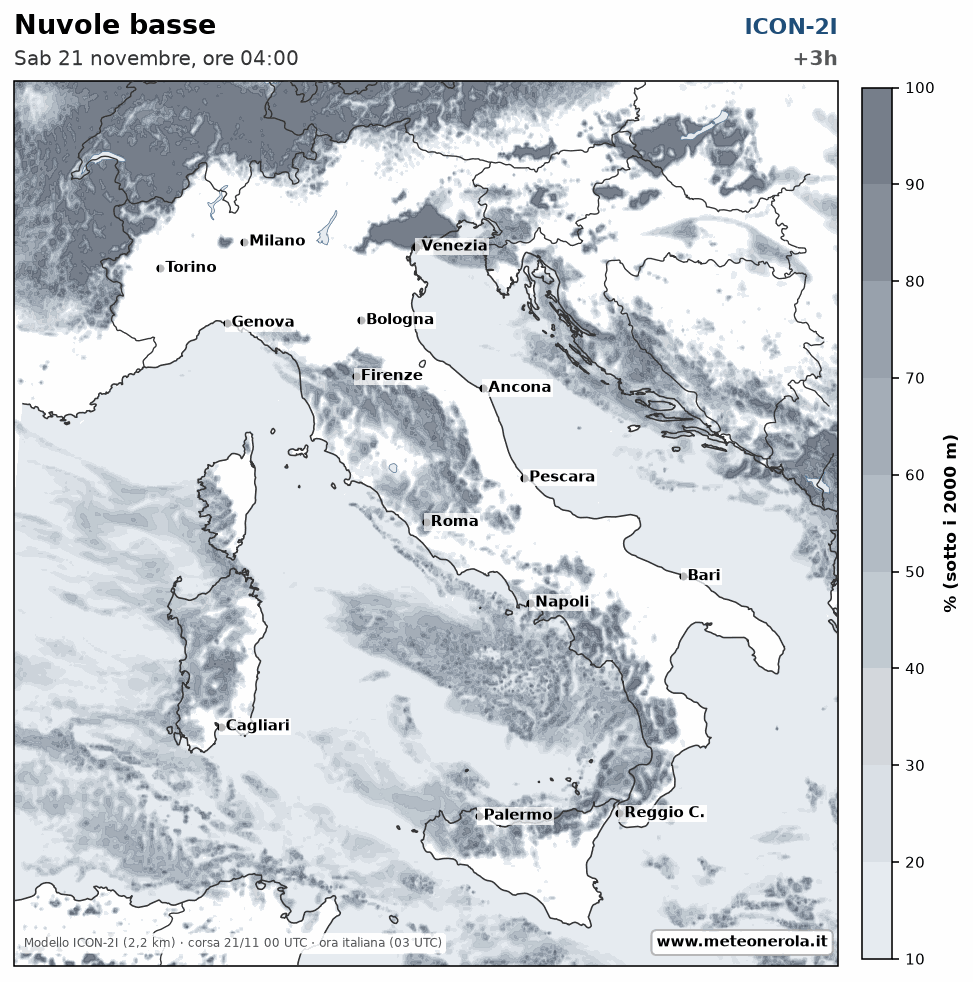 Nuvole basse
ICON-2I
Sab 21 novembre, ore 04:00
+3h
Milano
Venezia
Torino
Genova
Bologna
Firenze
Ancona
Pescara
Roma
Bari
Napoli
Cagliari
Palermo
Reggio C.
Modello ICON-2I (2,2 km) · corsa 21/11 00 UTC · ora italiana (03 UTC)
www.meteonerola.it
100
90
80
70
60
50
40
30
20
10
% (sotto i 2000 m)